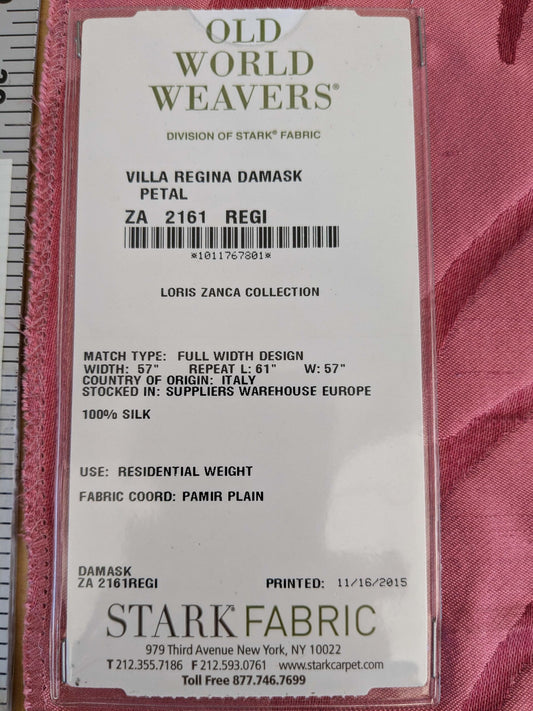 OLD
WORLD
WEAVERS®
DIVISION OF STARK® FABRIC
VILLA REGINA DAMASK
PETAL
ZA 2161 REGI
*1011767801*
LORIS ZANCA COLLECTION
MATCH TYPE: FULL WIDTH DESIGN
WIDTH: 57" REPEAT L: 61" W: 57"
COUNTRY OF ORIGIN: ITALY
STOCKED IN: SUPPLIERS WAREHOUSE EUROPE
100% SILK
USE: RESIDENTIAL WEIGHT
FABRIC COORD: PAMIR PLAIN
DAMASK
ZA 2161REGI PRINTED: 11/16/2015
STARK® FABRIC
979 Third Avenue New York, NY 10022
T 212.355.7186 F 212.593.0761 www.starkcarpet.com
Toll Free 877.746.7699